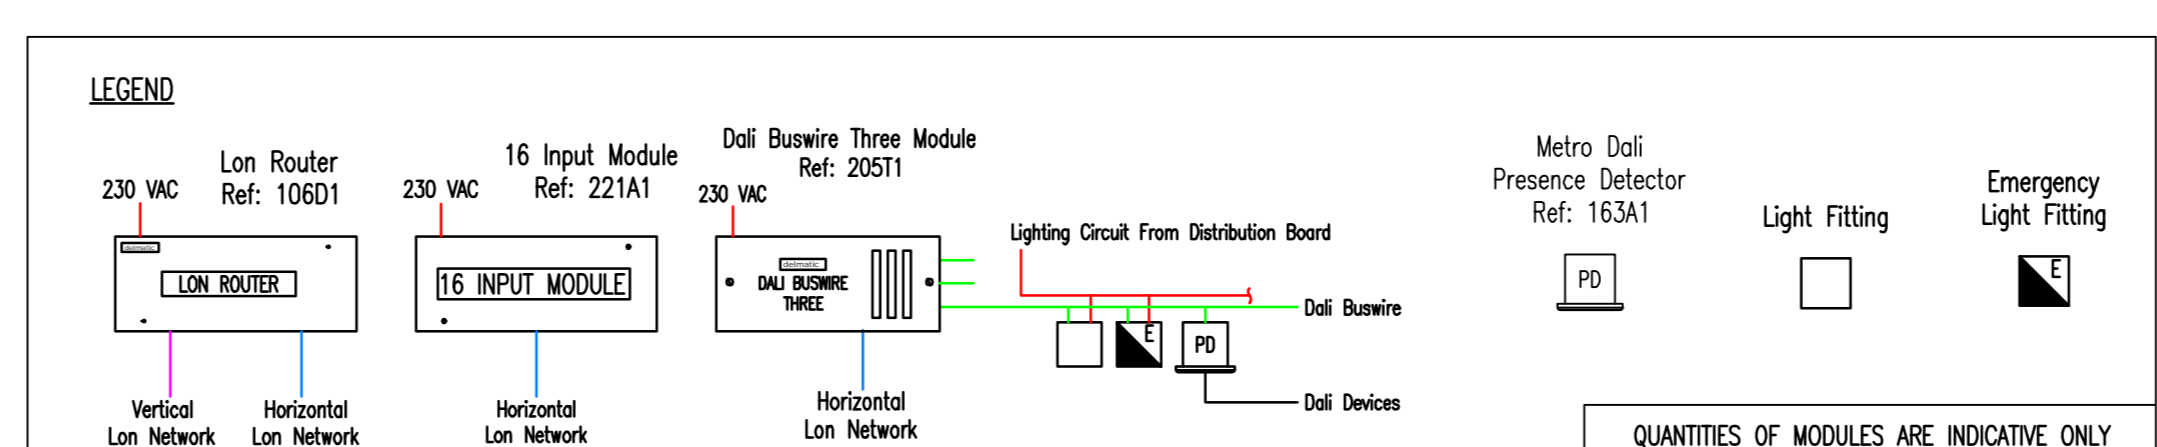 LEGEND
Lon Router
Ref: 106D1
230 VAC
delmatic
LON ROUTER
Vertical
Lon Network
Horizontal
Lon Network
16 Input Module
Ref: 221A1
230 VAC
16 INPUT MODULE
Horizontal
Lon Network
Dali Buswire Three Module
Ref: 205T1
230 VAC
delmatic
DALI BUSWIRE
THREE
Horizontal
Lon Network
Lighting Circuit From Distribution Board
Dali Buswire
E
PD
Dali Devices
Metro Dali
Presence Detector
Ref: 163A1
PD
Light Fitting
Emergency
Light Fitting
E
QUANTITIES OF MODULES ARE INDICATIVE ONLY